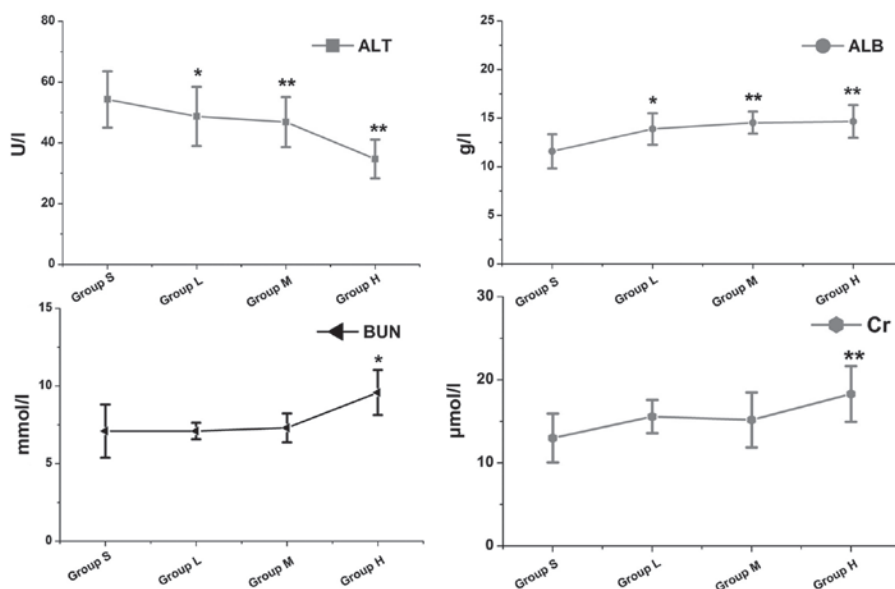 80
60
40
20
0
U/l
ALT
*
**
**
Group S
Group L
Group M
Group H
25
20
15
10
5
0
g/l
ALB
*
**
**
Group S
Group L
Group M
Group H
15
10
5
0
mmol/l
BUN
*
Group S
Group L
Group M
Group H
30
20
10
0
μmol/l
Cr
**
Group S
Group L
Group M
Group H